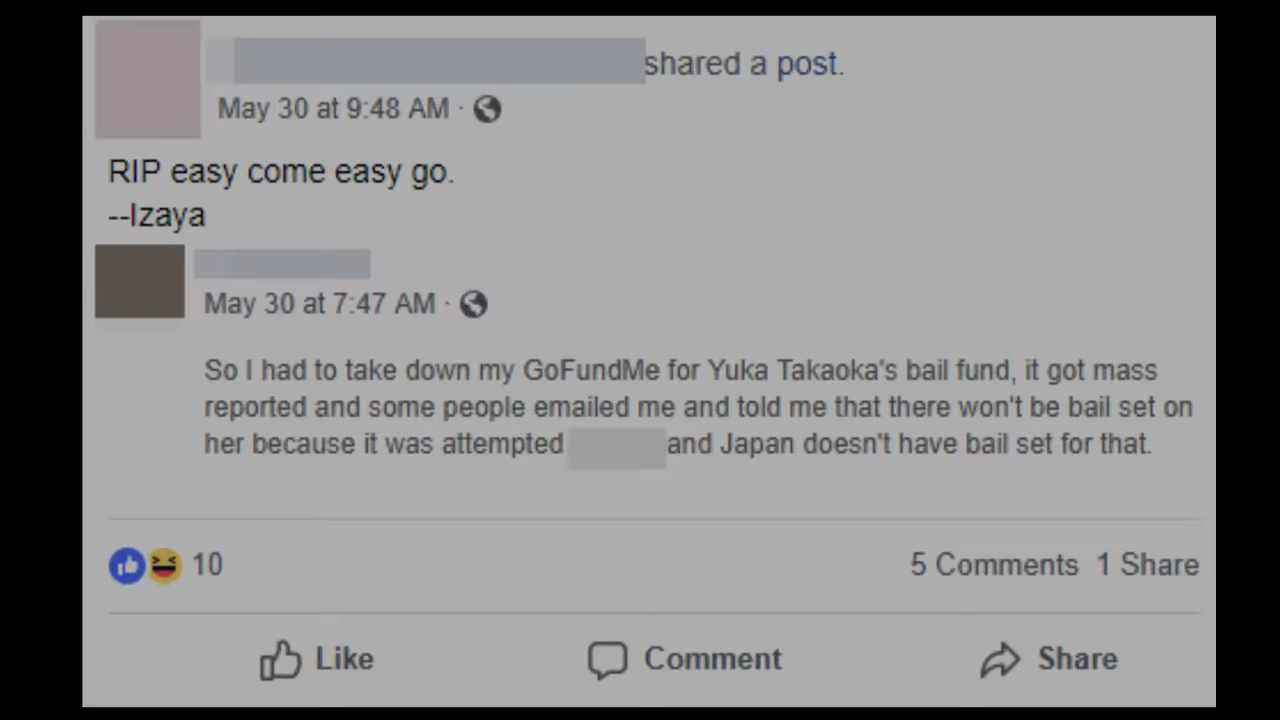 shared a post.
May 30 at 9:48 AM ·
RIP easy come easy go.
--Izaya
May 30 at 7:47 AM ·
So I had to take down my GoFundMe for Yuka Takaoka's bail fund, it got mass
reported and some people emailed me and told me that there won't be bail set on
her because it was attempted and Japan doesn't have bail set for that.
10
5 Comments 1 Share
Like Comment Share